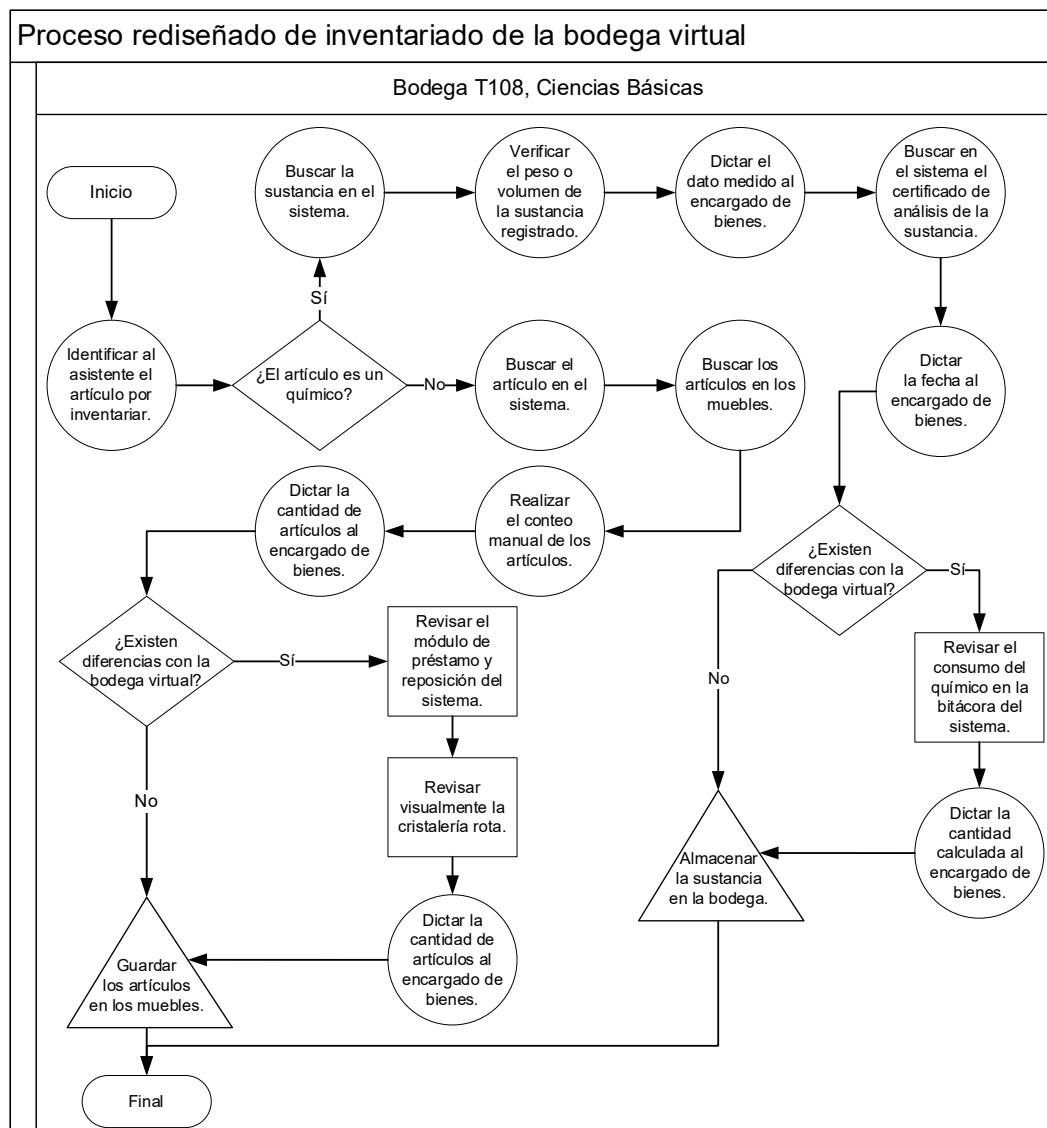 Proceso rediseñado de inventariado de la bodega virtual
Bodega T108, Ciencias Básicas
Inicio
Buscar la
sustancia en el
sistema.
Verificar
el peso o
volumen de
la sustancia
registrado.
Dictar el
dato medido al
encargado de
bienes.
Buscar en
el sistema el
certificado de
análisis de la
sustancia.
Sí
Identificar al
asistente el
artículo por
inventariar.
¿El artículo es un
químico?
No
Buscar el
artículo en el
sistema.
Buscar los
artículos en los
muebles.
Dictar
la fecha al
encargado de
bienes.
Dictar la
cantidad de
artículos al
encargado de
bienes.
Realizar
el conteo
manual de los
artículos.
¿Existen
diferencias con la
bodega virtual?
Sí
No
¿Existen
diferencias con la
bodega virtual?
Sí
No
Revisar el
módulo de
préstamo y
reposición del
sistema.
Revisar el
consumo del
químico en la
bitácora del
sistema.
Revisar
visualmente la
cristalería rota.
Dictar la
cantidad
calculada al
encargado de
bienes.
Almacenar
la sustancia
en la bodega.
Dictar la
cantidad de
artículos al
encargado de
bienes.
Guardar
los artículos
en los muebles.
Final